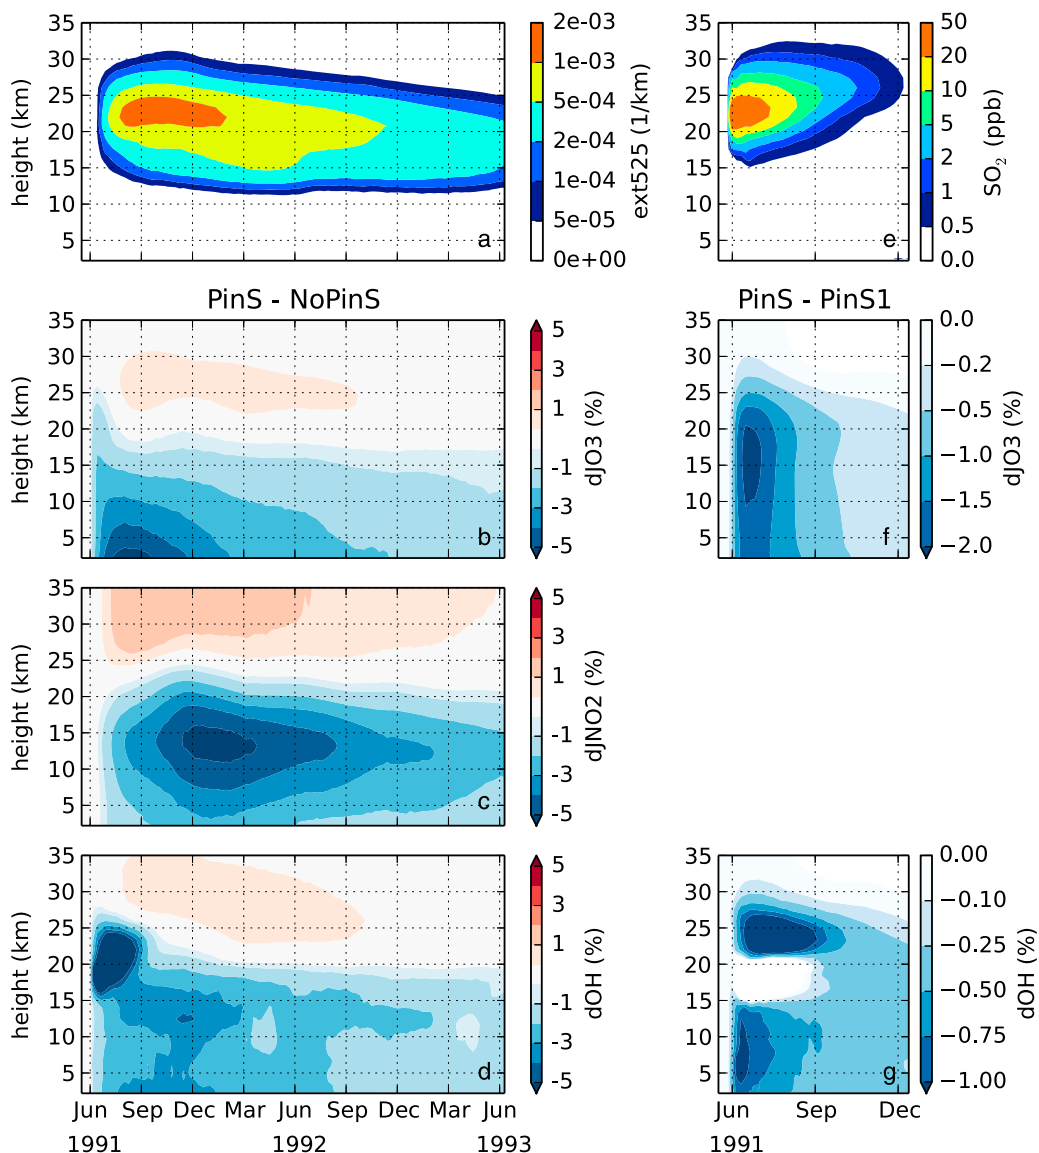 35
30
25
20
15
10
5
height (km)
a
2e-03
1e-03
5e-04
2e-04
1e-04
5e-05
0e+00
ext525 (1/km)
35
30
25
20
15
10
5
e
50
20
10
5
2
1
0.5
0.0
SO2 (ppb)
PinS - NoPinS
35
30
25
20
15
10
5
height (km)
b
5
3
1
-1
-3
-5
dJO3 (%)
PinS - PinS1
35
30
25
20
15
10
5
f
0.0
−0.2
−0.5
−1.0
−1.5
−2.0
dJO3 (%)
35
30
25
20
15
10
5
height (km)
c
5
3
1
-1
-3
-5
dJNO2 (%)
35
30
25
20
15
10
5
height (km)
d
5
3
1
-1
-3
-5
dOH (%)
Jun Sep Dec Mar Jun Sep Dec Mar Jun
1991 1992 1993
35
30
25
20
15
10
5
g
0.00
−0.10
−0.25
−0.50
−0.75
−1.00
dOH (%)
Jun Sep Dec
1991